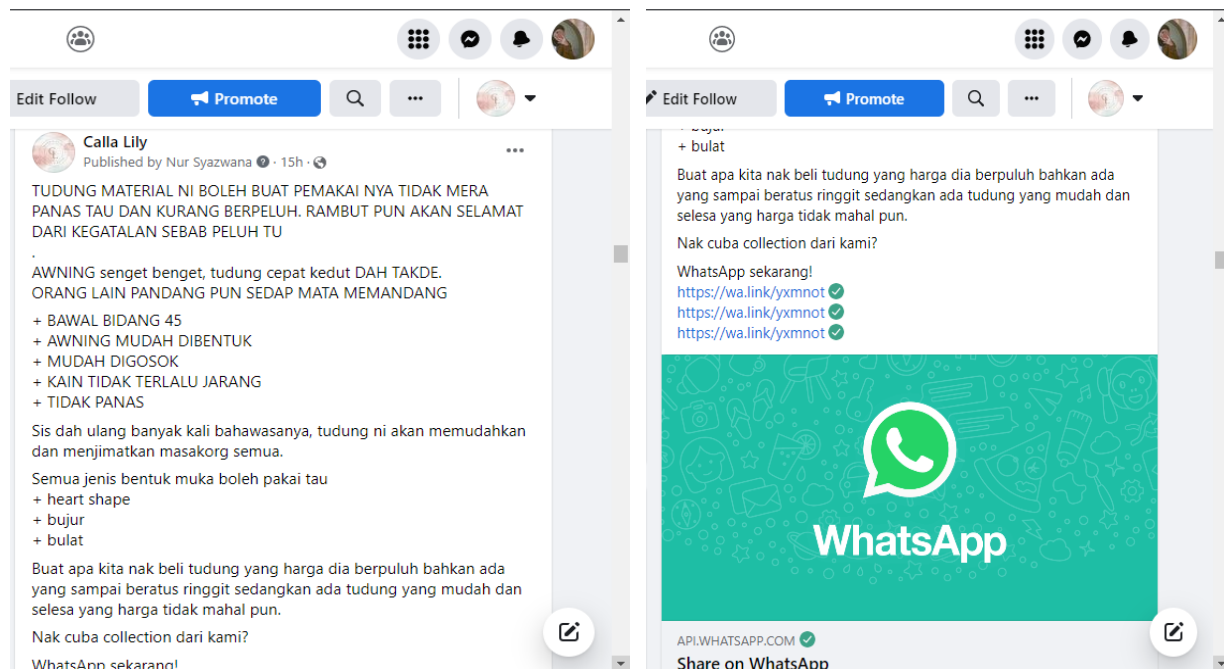 Edit Follow
Promote
Calla Lily
Published by Nur Syazwana · 15h ·
TUDUNG MATERIAL NI BOLEH BUAT PEMAKAI NYA TIDAK MERA
PANAS TAU DAN KURANG BERPELUH. RAMBUT PUN AKAN SELAMAT
DARI KEGATALAN SEBAB PELUH TU
.
AWNING senget benget, tudung cepat kedut DAH TAKDE.
ORANG LAIN PANDANG PUN SEDAP MATA MEMANDANG
+ BAWAL BIDANG 45
+ AWNING MUDAH DIBENTUK
+ MUDAH DIGOSOK
+ KAIN TIDAK TERLALU JARANG
+ TIDAK PANAS
Sis dah ulang banyak kali bahawasanya, tudung ni akan memudahkan
dan menjimatkan masakorg semua.
Semua jenis bentuk muka boleh pakai tau
+ heart shape
+ bujur
+ bulat
Buat apa kita nak beli tudung yang harga dia berpuluh bahkan ada
yang sampai beratus ringgit sedangkan ada tudung yang mudah dan
selesa yang harga tidak mahal pun.
Nak cuba collection dari kami?
WhatsApp sekarang!
Edit Follow
Promote
+ bujur
+ bulat
Buat apa kita nak beli tudung yang harga dia berpuluh bahkan ada
yang sampai beratus ringgit sedangkan ada tudung yang mudah dan
selesa yang harga tidak mahal pun.
Nak cuba collection dari kami?
WhatsApp sekarang!
https://wa.link/yxmnot
https://wa.link/yxmnot
https://wa.link/yxmnot
WhatsApp
API.WHATSAPP.COM
Share on WhatsApp